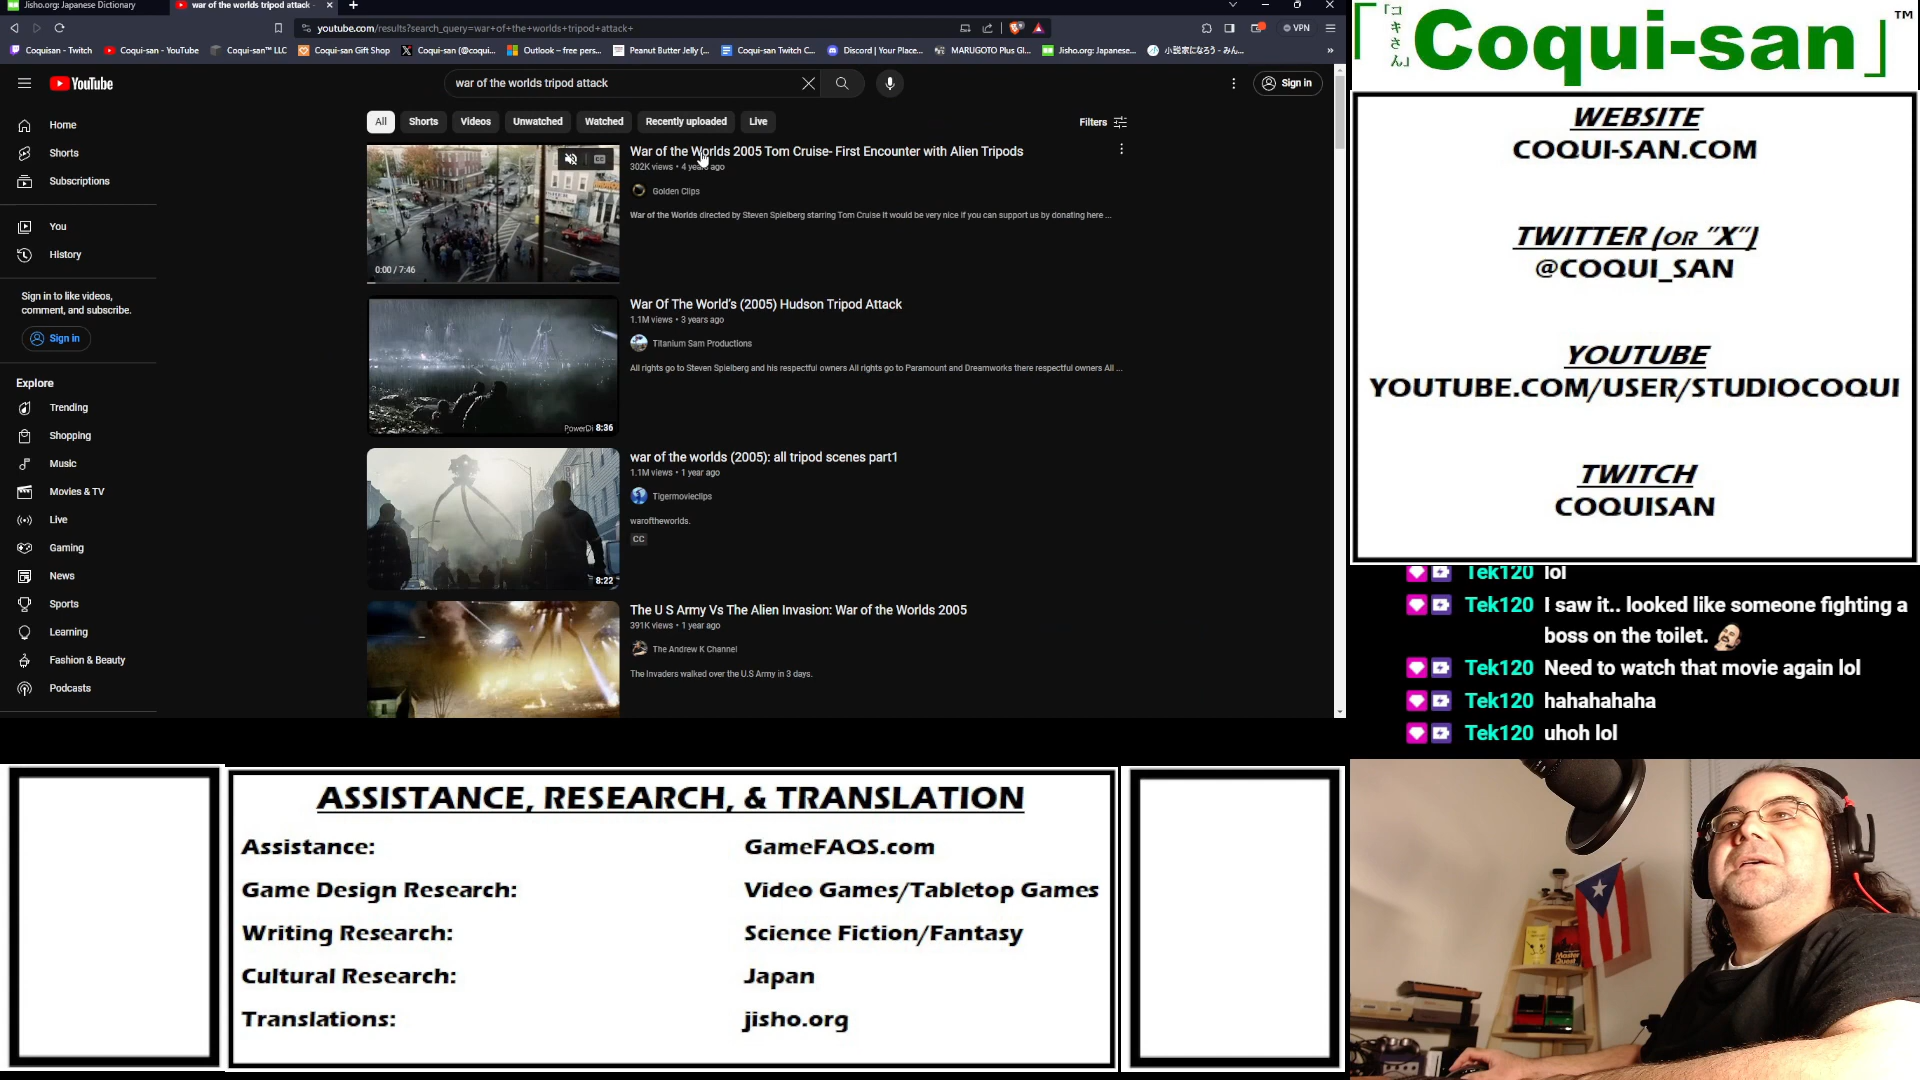 Jisho.org: Japanese Dictionary
war of the worlds tripod attack
youtube.com/results?search_query=war+of+the+worlds+tripod+attack+
VPN
Coquisan - Twitch
Coqui-san - YouTube
Coqui-san™ LLC
Coqui-san Gift Shop
Coqui-san (@coqui...
Outlook – free pers...
Peanut Butter Jelly (...
Coqui-san Twitch C...
Discord | Your Place...
MARUGOTO Plus GI...
Jisho.org: Japanese...
小説家になろう - みん...
YouTube
war of the worlds tripod attack
Sign in
Home
Shorts
Subscriptions
You
History
Sign in to like videos,
comment, and subscribe.
Sign in
Explore
Trending
Shopping
Music
Movies & TV
Live
Gaming
News
Sports
Learning
Fashion & Beauty
Podcasts
All
Shorts
Videos
Unwatched
Watched
Recently uploaded
Live
Filters
CC
0:00 / 7:46
War of the Worlds 2005 Tom Cruise- First Encounter with Alien Tripods
302K views • 4 years ago
Golden Clips
War of the Worlds directed by Steven Spielberg starring Tom Cruise It would be very nice if you can support us by donating here ...
8:36
War Of The World's (2005) Hudson Tripod Attack
1.1M views • 3 years ago
Titanium Sam Productions
All rights go to Steven Spielberg and his respectful owners All rights go to Paramount and Dreamworks there respectful owners All ...
8:22
war of the worlds (2005): all tripod scenes part1
1.1M views • 1 year ago
Tigermovieclips
waroftheworlds.
CC
The U S Army Vs The Alien Invasion: War of the Worlds 2005
391K views • 1 year ago
The Andrew K Channel
The Invaders walked over the U.S Army in 3 days.
「コキさん」
「Coqui-san」™
WEBSITE
COQUI-SAN.COM
TWITTER (OR "X")
@COQUI_SAN
YOUTUBE
YOUTUBE.COM/USER/STUDIOCOQUI
TWITCH
COQUISAN
Tek120 lol
Tek120 I saw it.. looked like someone fighting a
boss on the toilet.
Tek120 Need to watch that movie again lol
Tek120 hahahahaha
Tek120 uhoh lol
ASSISTANCE, RESEARCH, & TRANSLATION
Assistance: GameFAQS.com
Game Design Research: Video Games/Tabletop Games
Writing Research: Science Fiction/Fantasy
Cultural Research: Japan
Translations: jisho.org